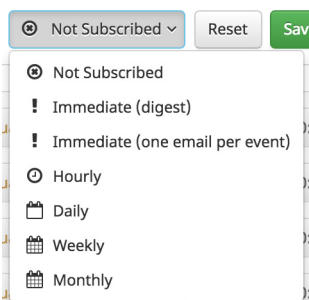 Not Subscribed
Reset
Not Subscribed
Immediate (digest)
Immediate (one email per event)
Hourly
Daily
Weekly
Monthly